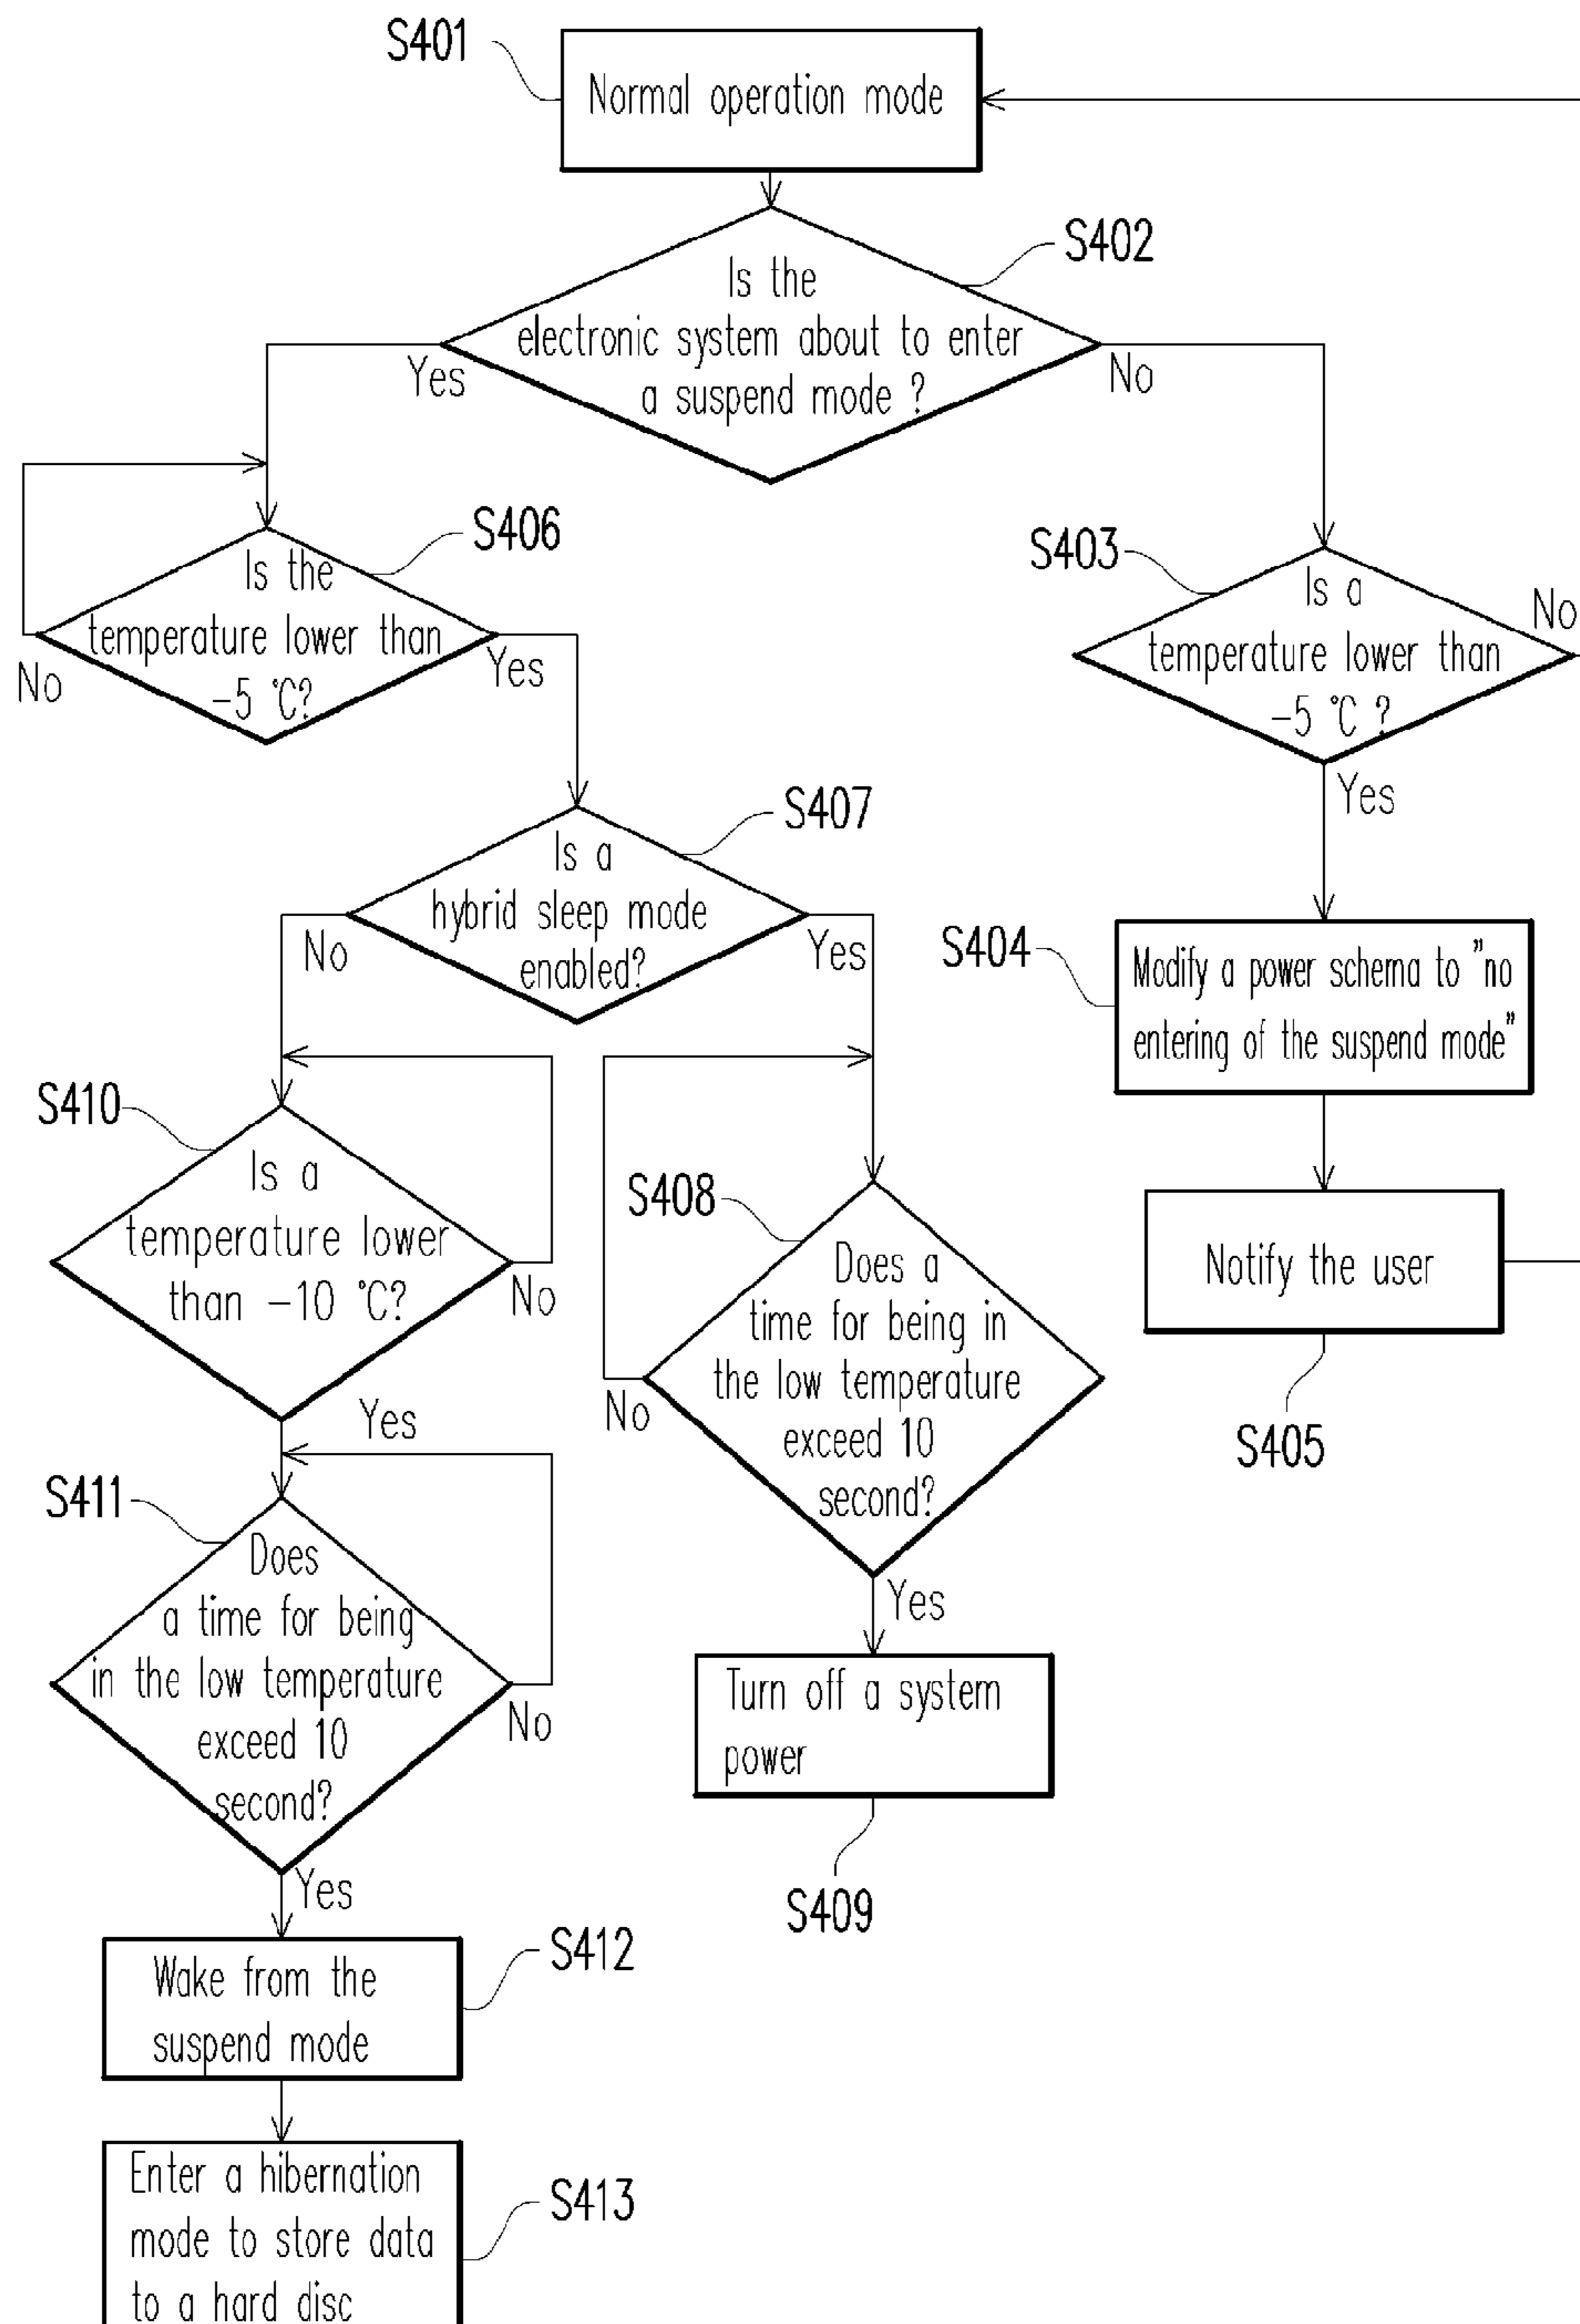 S401
Normal operation mode
S402
Is the
electronic system about to enter
a suspend mode ?
Yes
No
S406
Is the
temperature lower than
-5 °C?
No
Yes
S403
Is a
temperature lower than
-5 °C ?
No
Yes
S407
Is a
hybrid sleep mode
enabled?
No
Yes
S404
Modify a power schema to "no
entering of the suspend mode"
S410
Is a
temperature lower
than -10 °C?
No
Yes
S408
Does a
time for being in
the low temperature
exceed 10
second?
No
Yes
Notify the user
S405
S411
Does
a time for being
in the low temperature
exceed 10
second?
No
Yes
Turn off a system
power
S409
Wake from the
suspend mode
S412
Enter a hibernation
mode to store data
to a hard disc
S413